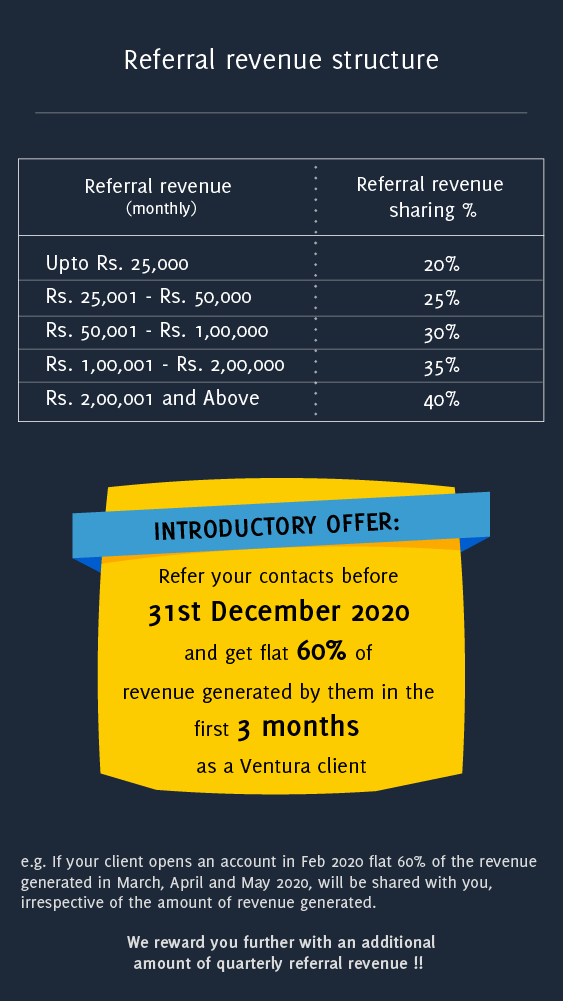 Referral revenue structure
Referral revenue
(monthly)
Referral revenue
sharing %
Upto Rs. 25,000
20%
Rs. 25,001 - Rs. 50,000
25%
Rs. 50,001 - Rs. 1,00,000
30%
Rs. 1,00,001 - Rs. 2,00,000
35%
Rs. 2,00,001 and Above
40%
INTRODUCTORY OFFER:
Refer your contacts before
31st December 2020
and get flat 60% of
revenue generated by them in the
first 3 months
as a Ventura client
e.g. If your client opens an account in Feb 2020 flat 60% of the revenue
generated in March, April and May 2020, will be shared with you,
irrespective of the amount of revenue generated.
We reward you further with an additional
amount of quarterly referral revenue !!